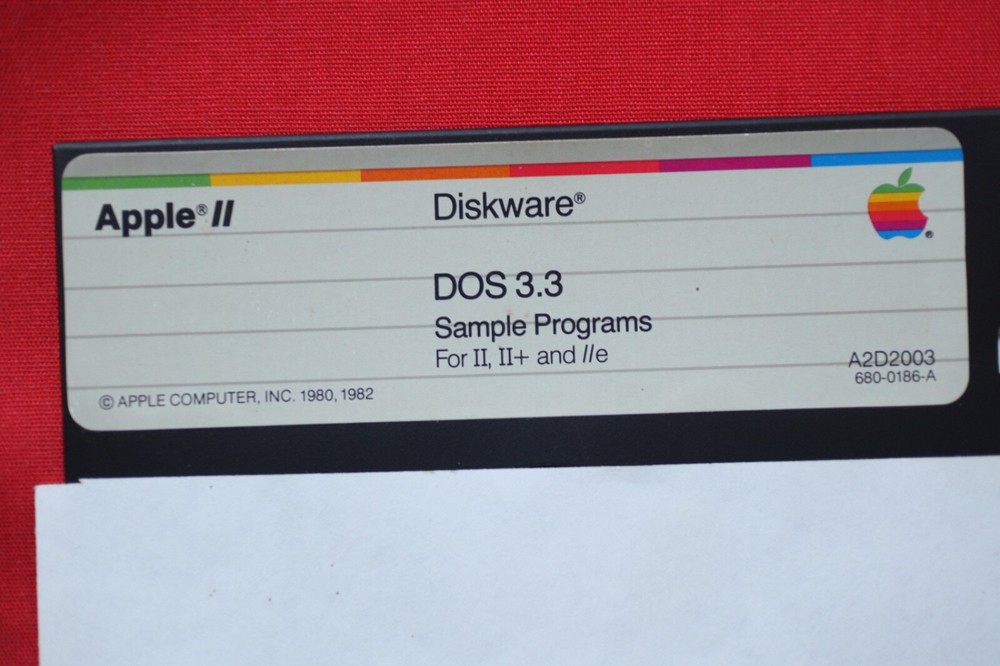 Apple® //
Diskware®
DOS 3.3
Sample Programs
For II, II+ and //e
A2D2003
680-0186-A
© APPLE COMPUTER, INC. 1980, 1982